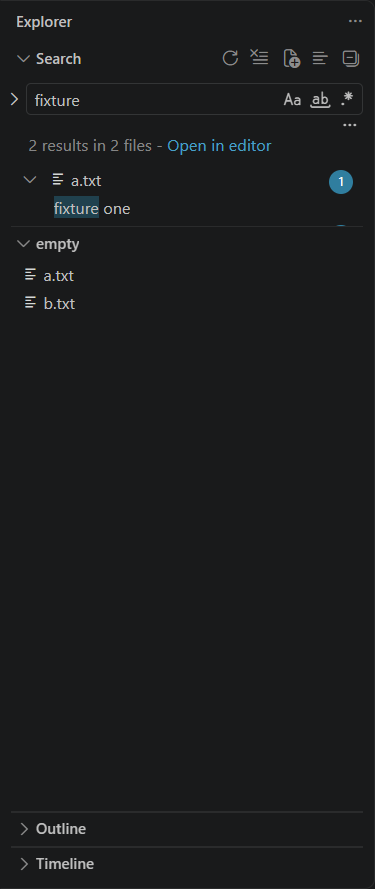 Explorer
Search
fixture
Aa ab .*
2 results in 2 files - Open in editor
a.txt 1
fixture one
empty
a.txt
b.txt
Outline
Timeline